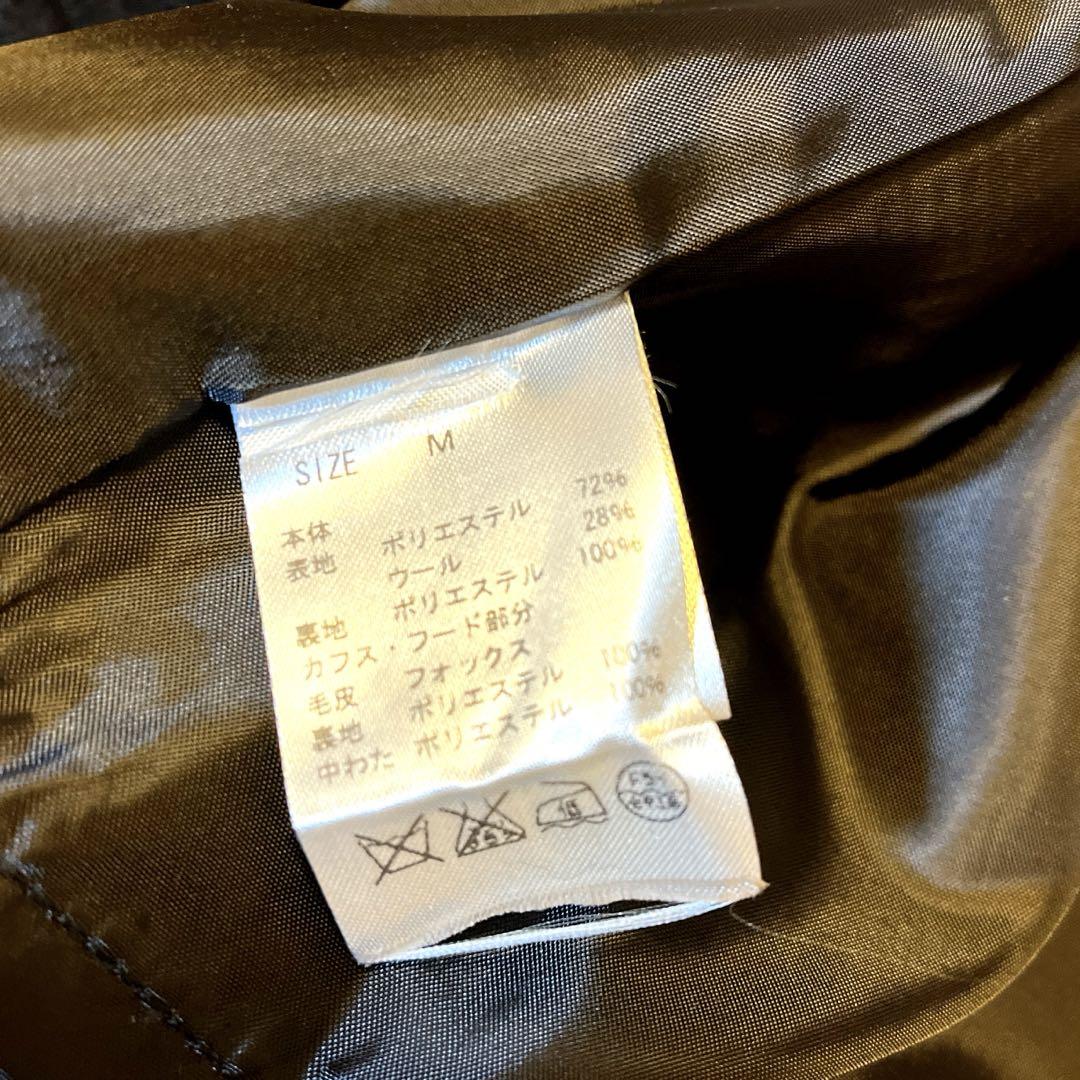 SIZE M
本体
表地 ポリエステル 72%
ウール 28%
裏地 ポリエステル 100%
カフス・フード部分
毛皮 フォックス
裏地 ポリエステル 100%
中わた ポリエステル 100%